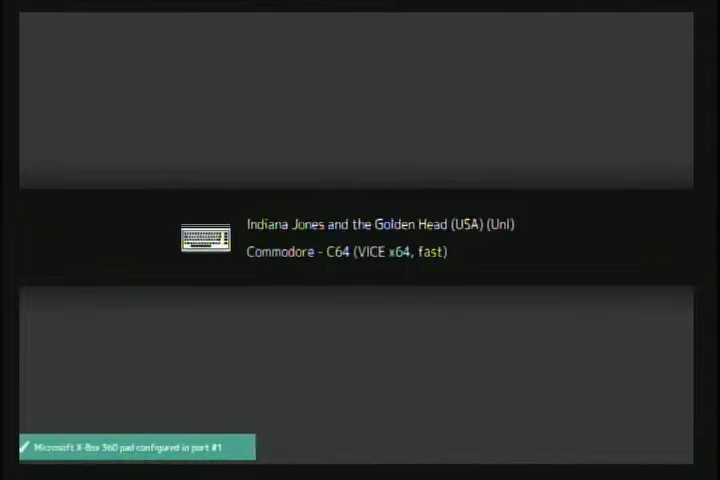 Indiana Jones and the Golden Head (USA) (Unl)
Commodore - C64 (VICE x64, fast)
Microsoft X-Box 360 pad configured in port #1